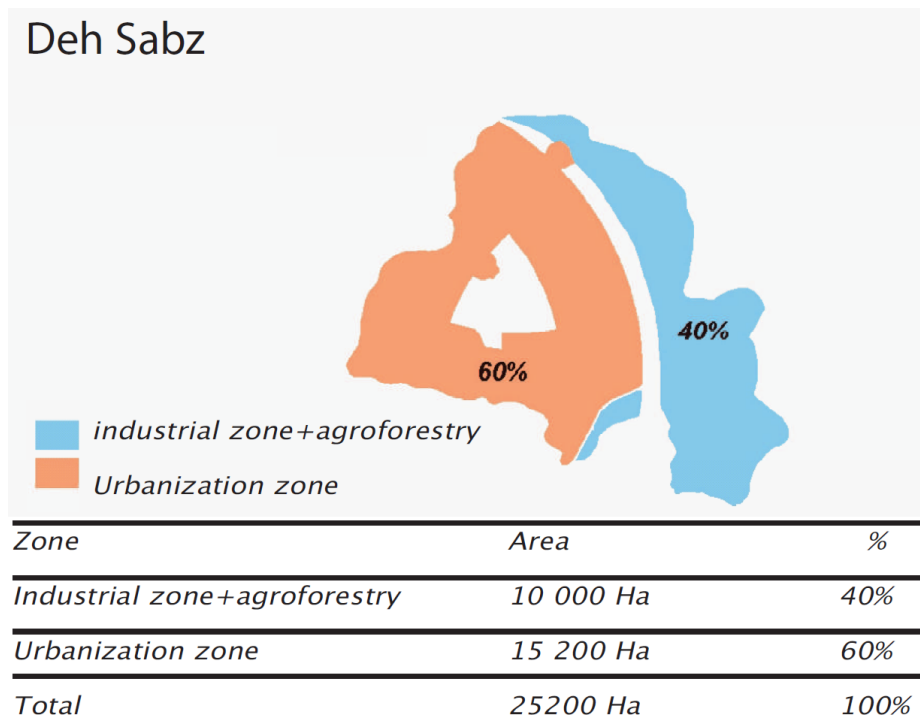 Deh Sabz
40%
60%
industrial zone+agroforestry
Urbanization zone
Zone Area %
Industrial zone+agroforestry 10 000 Ha 40%
Urbanization zone 15 200 Ha 60%
Total 25200 Ha 100%